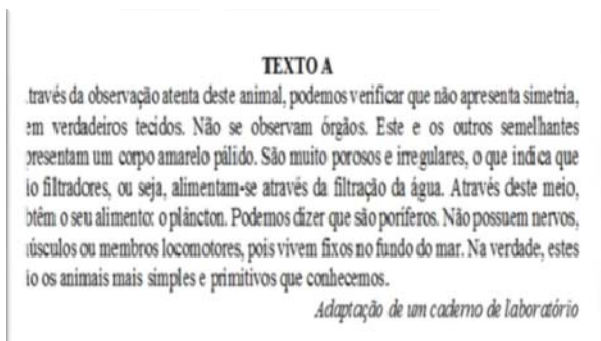 TEXTO A
través da observação atenta deste animal, podemos verificar que não apresenta simetria,
em verdadeiros tecidos. Não se observam órgãos. Este e os outros semelhantes
presentam um corpo amarelo pálido. São muito porosos e irregulares, o que indica que
ão filtradores, ou seja, alimentam-se através da filtração da água. Através deste meio,
btêm o seu alimento: o plâncton. Podemos dizer que são poríferos. Não possuem nervos,
úsculos ou membros locomotores, pois vivem fixos no fundo do mar. Na verdade, estes
ão os animais mais simples e primitivos que conhecemos.
Adaptação de um caderno de laboratório